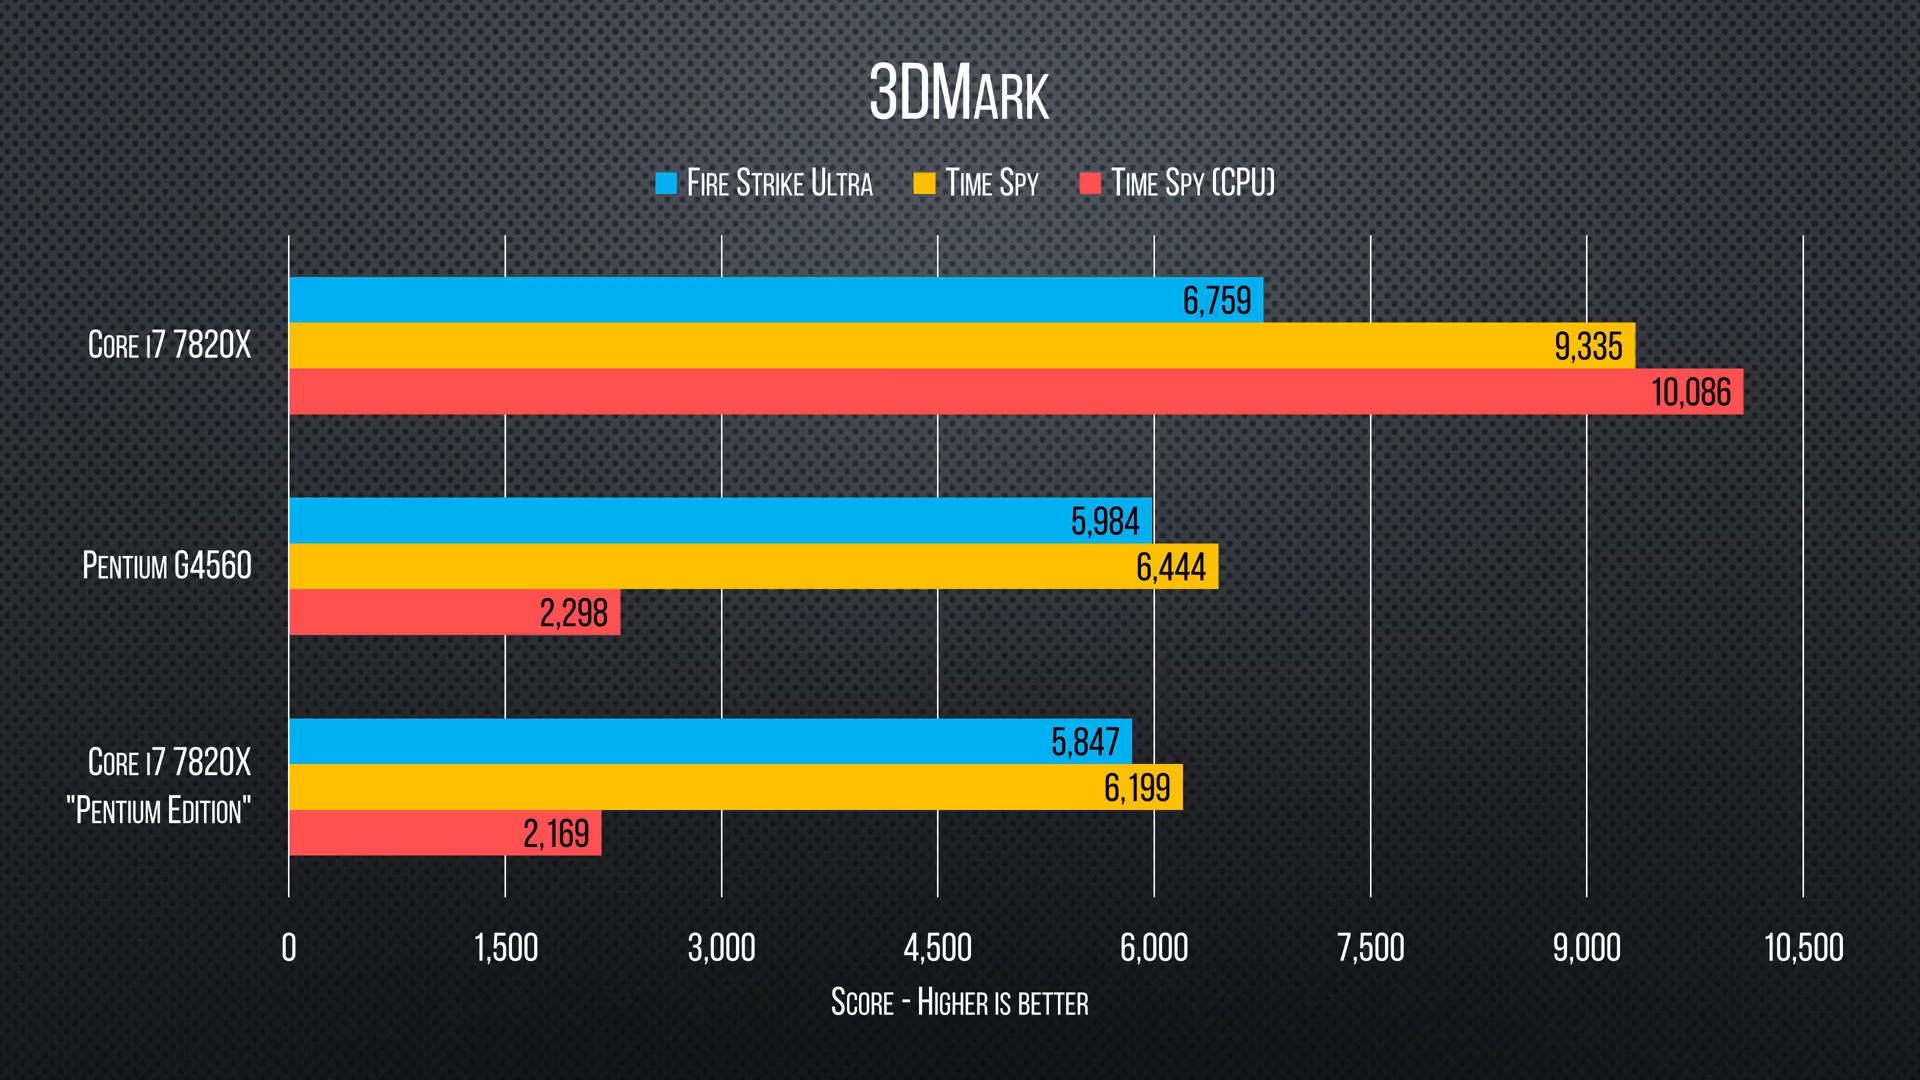 3DMark
Fire Strike Ultra Time Spy Time Spy (CPU)
Core i7 7820X
6,759
9,335
10,086
Pentium G4560
5,984
6,444
2,298
Core i7 7820X
"Pentium Edition"
5,847
6,199
2,169
0 1,500 3,000 4,500 6,000 7,500 9,000 10,500
Score - Higher is better